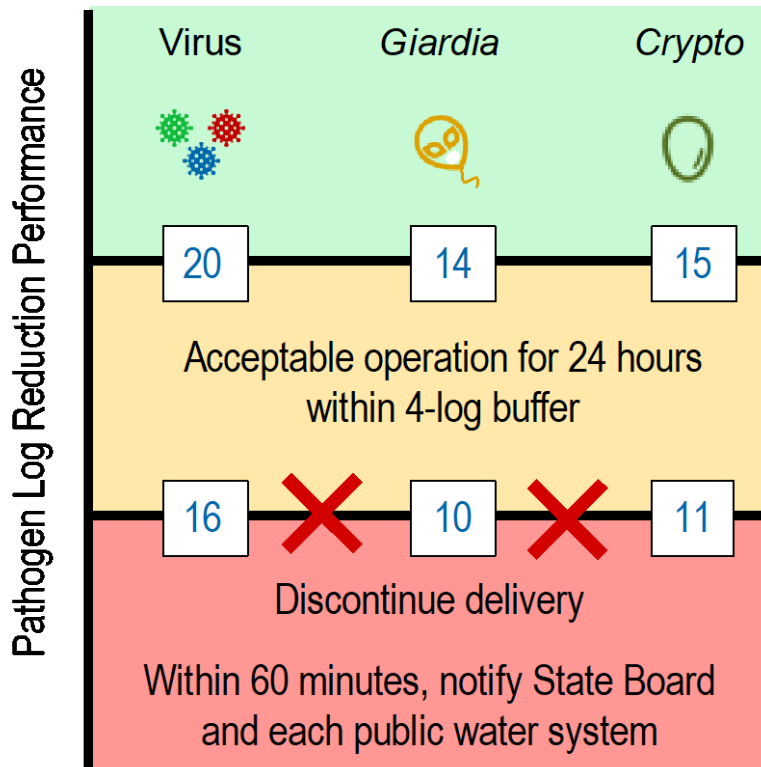 Pathogen Log Reduction Performance
Virus Giardia Crypto
20 14 15
Acceptable operation for 24 hours
within 4-log buffer
16 10 11
Discontinue delivery
Within 60 minutes, notify State Board
and each public water system